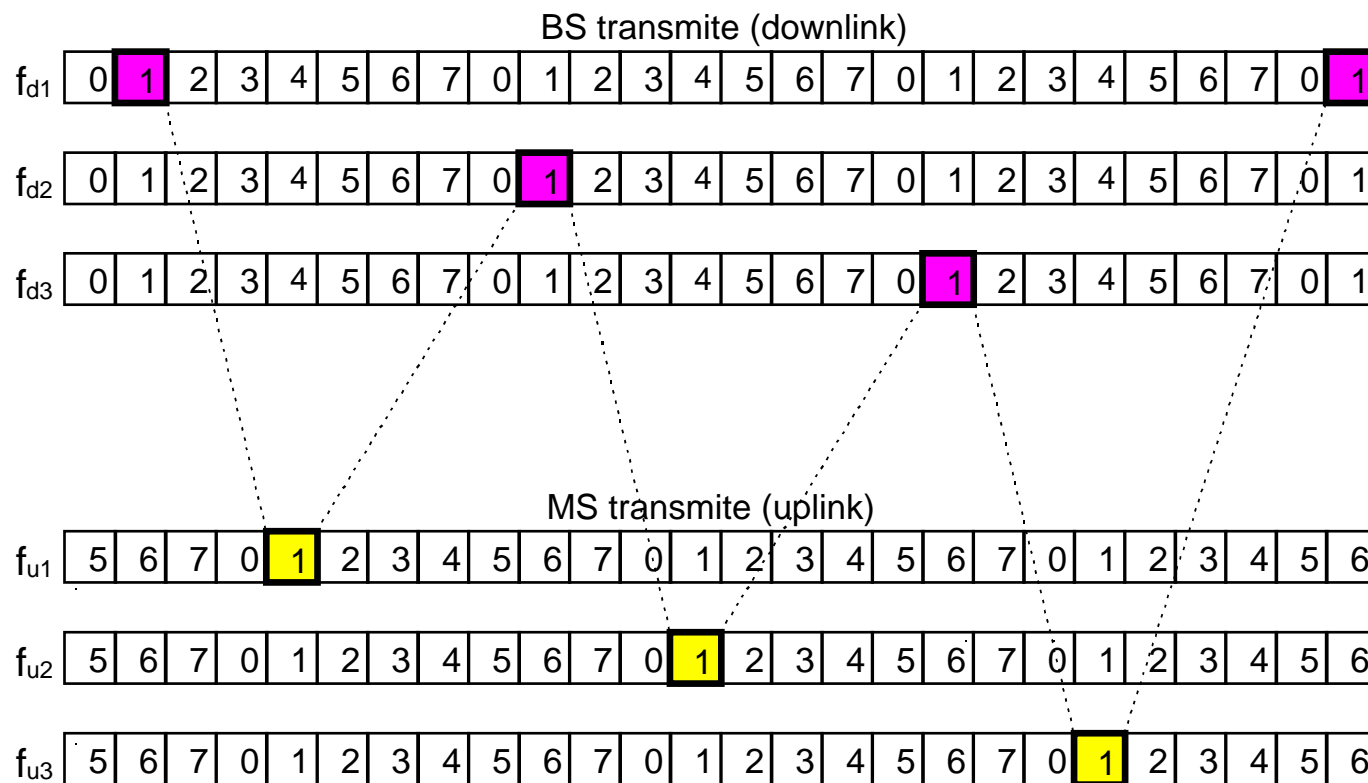 BS transmite (downlink)
fd1 0 1 2 3 4 5 6 7 0 1 2 3 4 5 6 7 0 1 2 3 4 5 6 7 0 1
fd2 0 1 2 3 4 5 6 7 0 1 2 3 4 5 6 7 0 1 2 3 4 5 6 7 0 1
fd3 0 1 2 3 4 5 6 7 0 1 2 3 4 5 6 7 0 1 2 3 4 5 6 7 0 1
MS transmite (uplink)
fu1 5 6 7 0 1 2 3 4 5 6 7 0 1 2 3 4 5 6 7 0 1 2 3 4 5 6
fu2 5 6 7 0 1 2 3 4 5 6 7 0 1 2 3 4 5 6 7 0 1 2 3 4 5 6
fu3 5 6 7 0 1 2 3 4 5 6 7 0 1 2 3 4 5 6 7 0 1 2 3 4 5 6